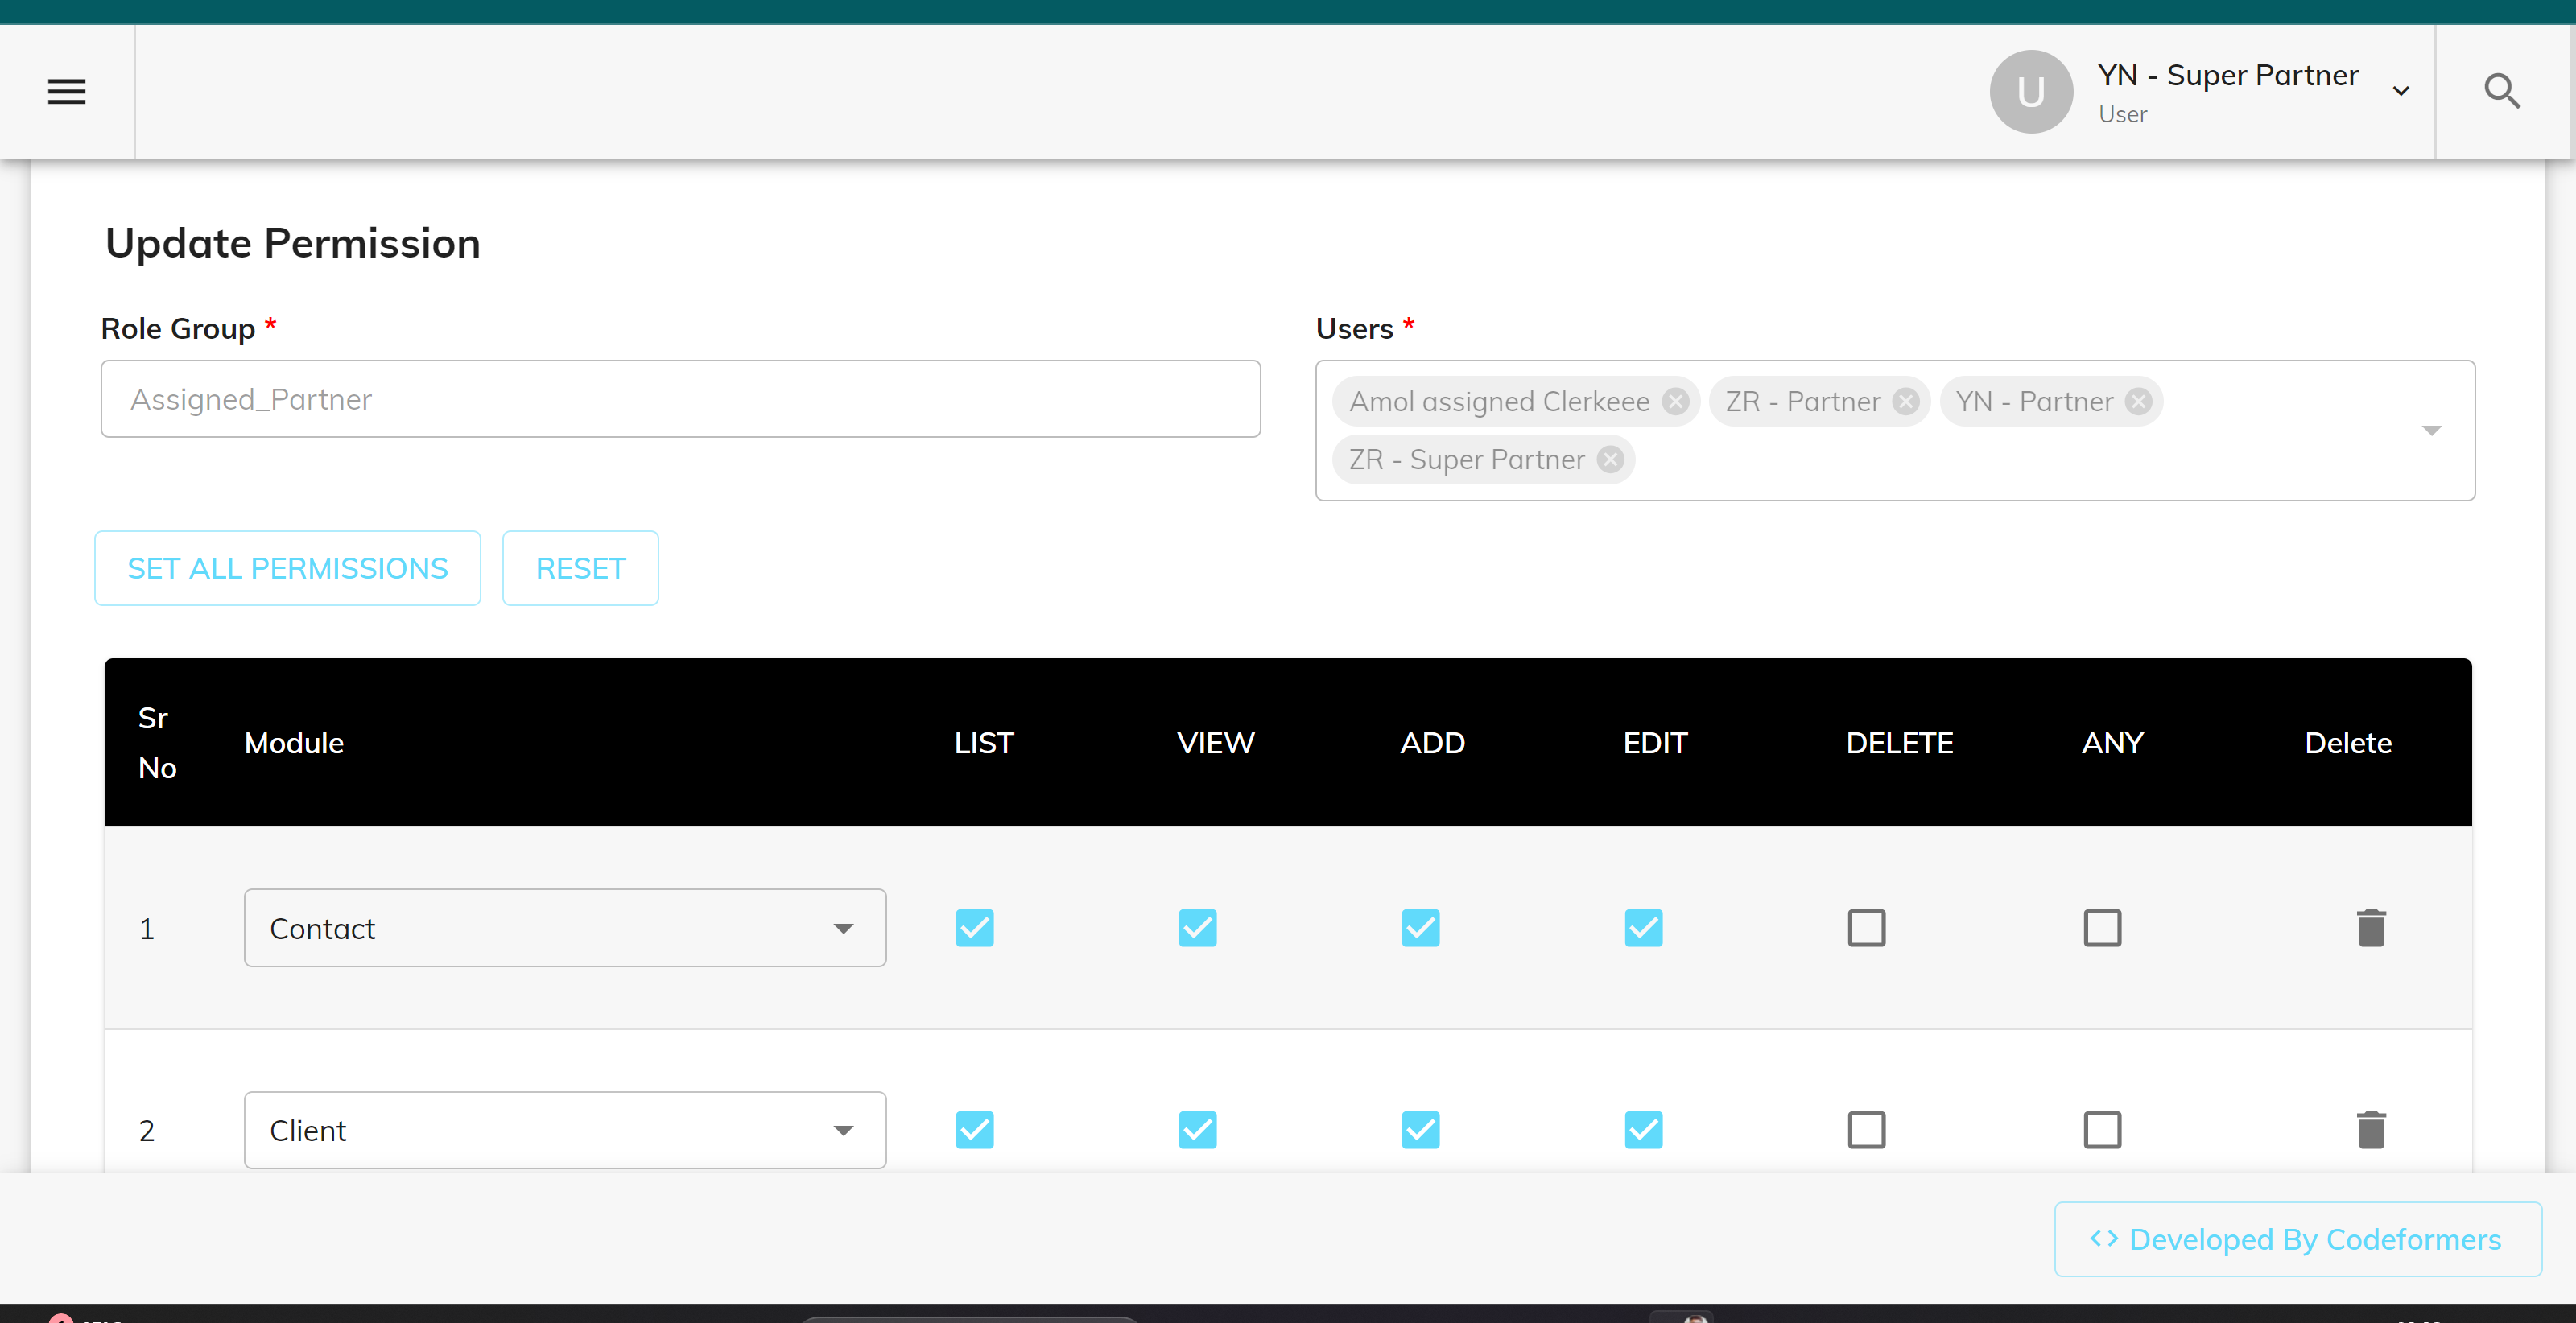 U
YN - Super Partner
User
Update Permission
Role Group *
Users *
Assigned_Partner
Amol assigned Clerkeee
ZR - Partner
YN - Partner
ZR - Super Partner
SET ALL PERMISSIONS
RESET
Sr No
Module
LIST
VIEW
ADD
EDIT
DELETE
ANY
Delete
1
Contact
2
Client
<> Developed By Codeformers